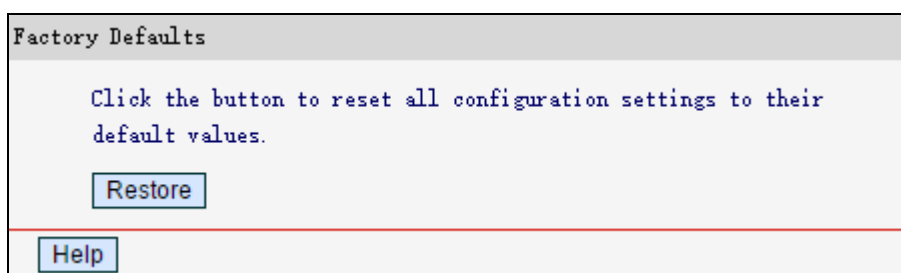 Factory Defaults
Click the button to reset all configuration settings to their
default values.
Restore
Help